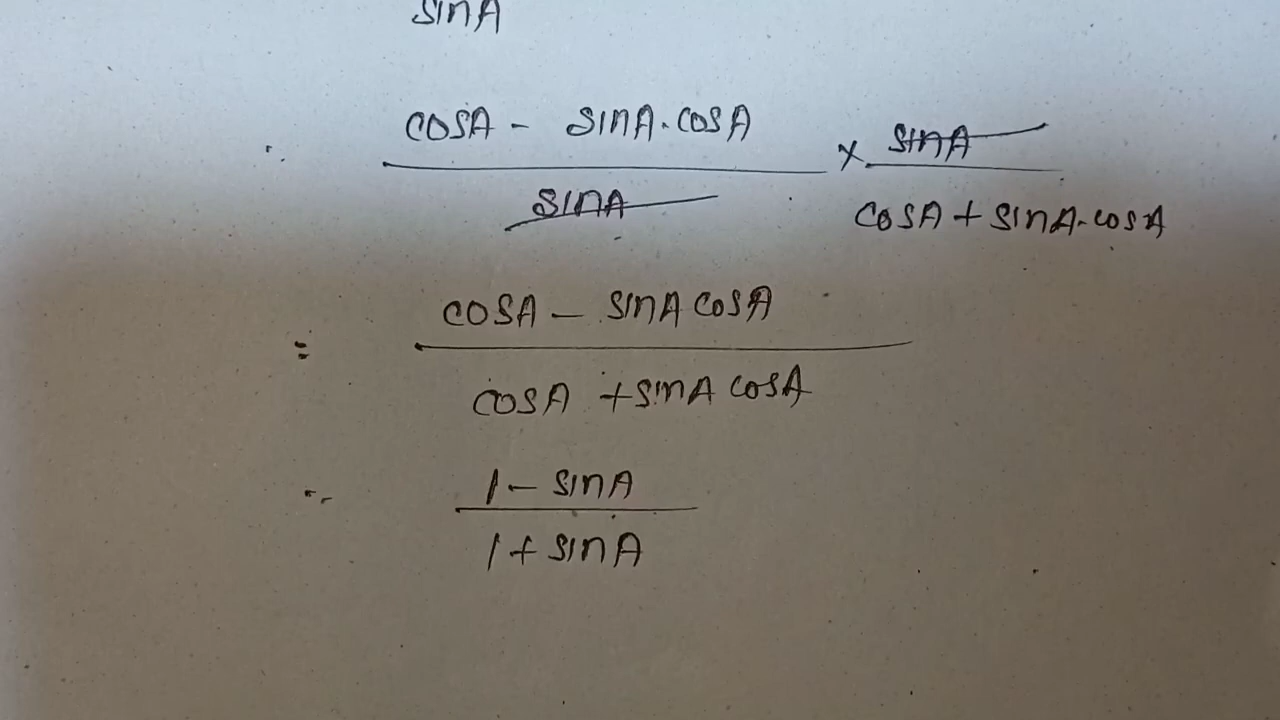 sinA
∴ cosA - sinA.cosA × sinA
sinA cosA + sinA.cosA
= cosA - sinA cosA
cosA + sinA cosA
∴ 1 - sinA
1 + sinA